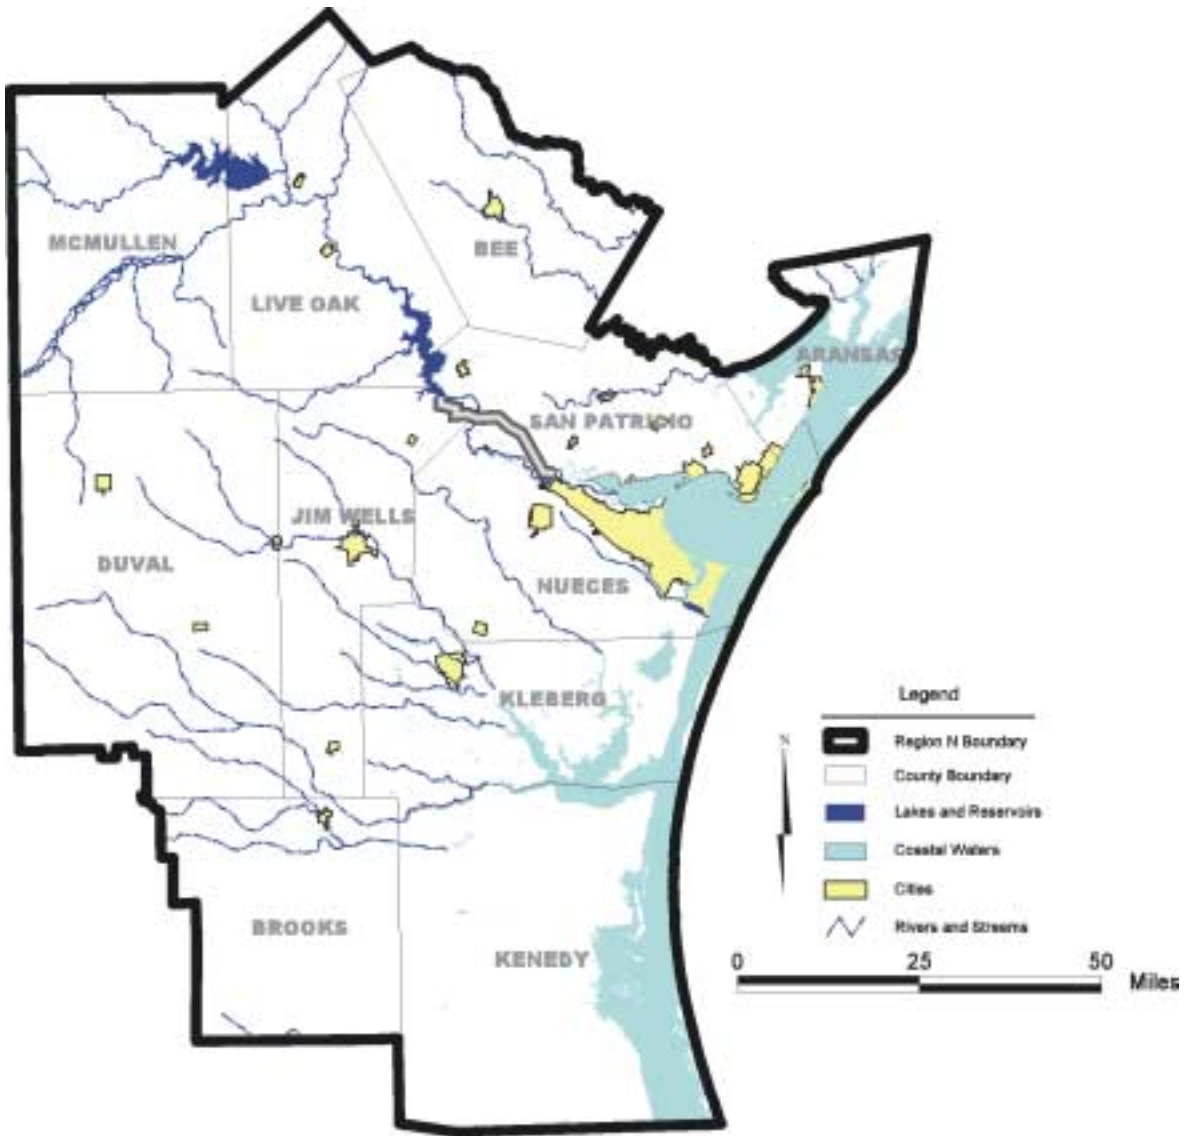 MCMULLEN
BEE
LIVE OAK
ARANSAS
SAN PATRICIO
JIM WELLS
DUVAL
NUECES
KLEBERG
BROOKS
KENEDY
Legend
N
Region N Boundary
County Boundary
Lakes and Reservoirs
Coastal Waters
Cities
Rivers and Streams
0 25 50
Miles